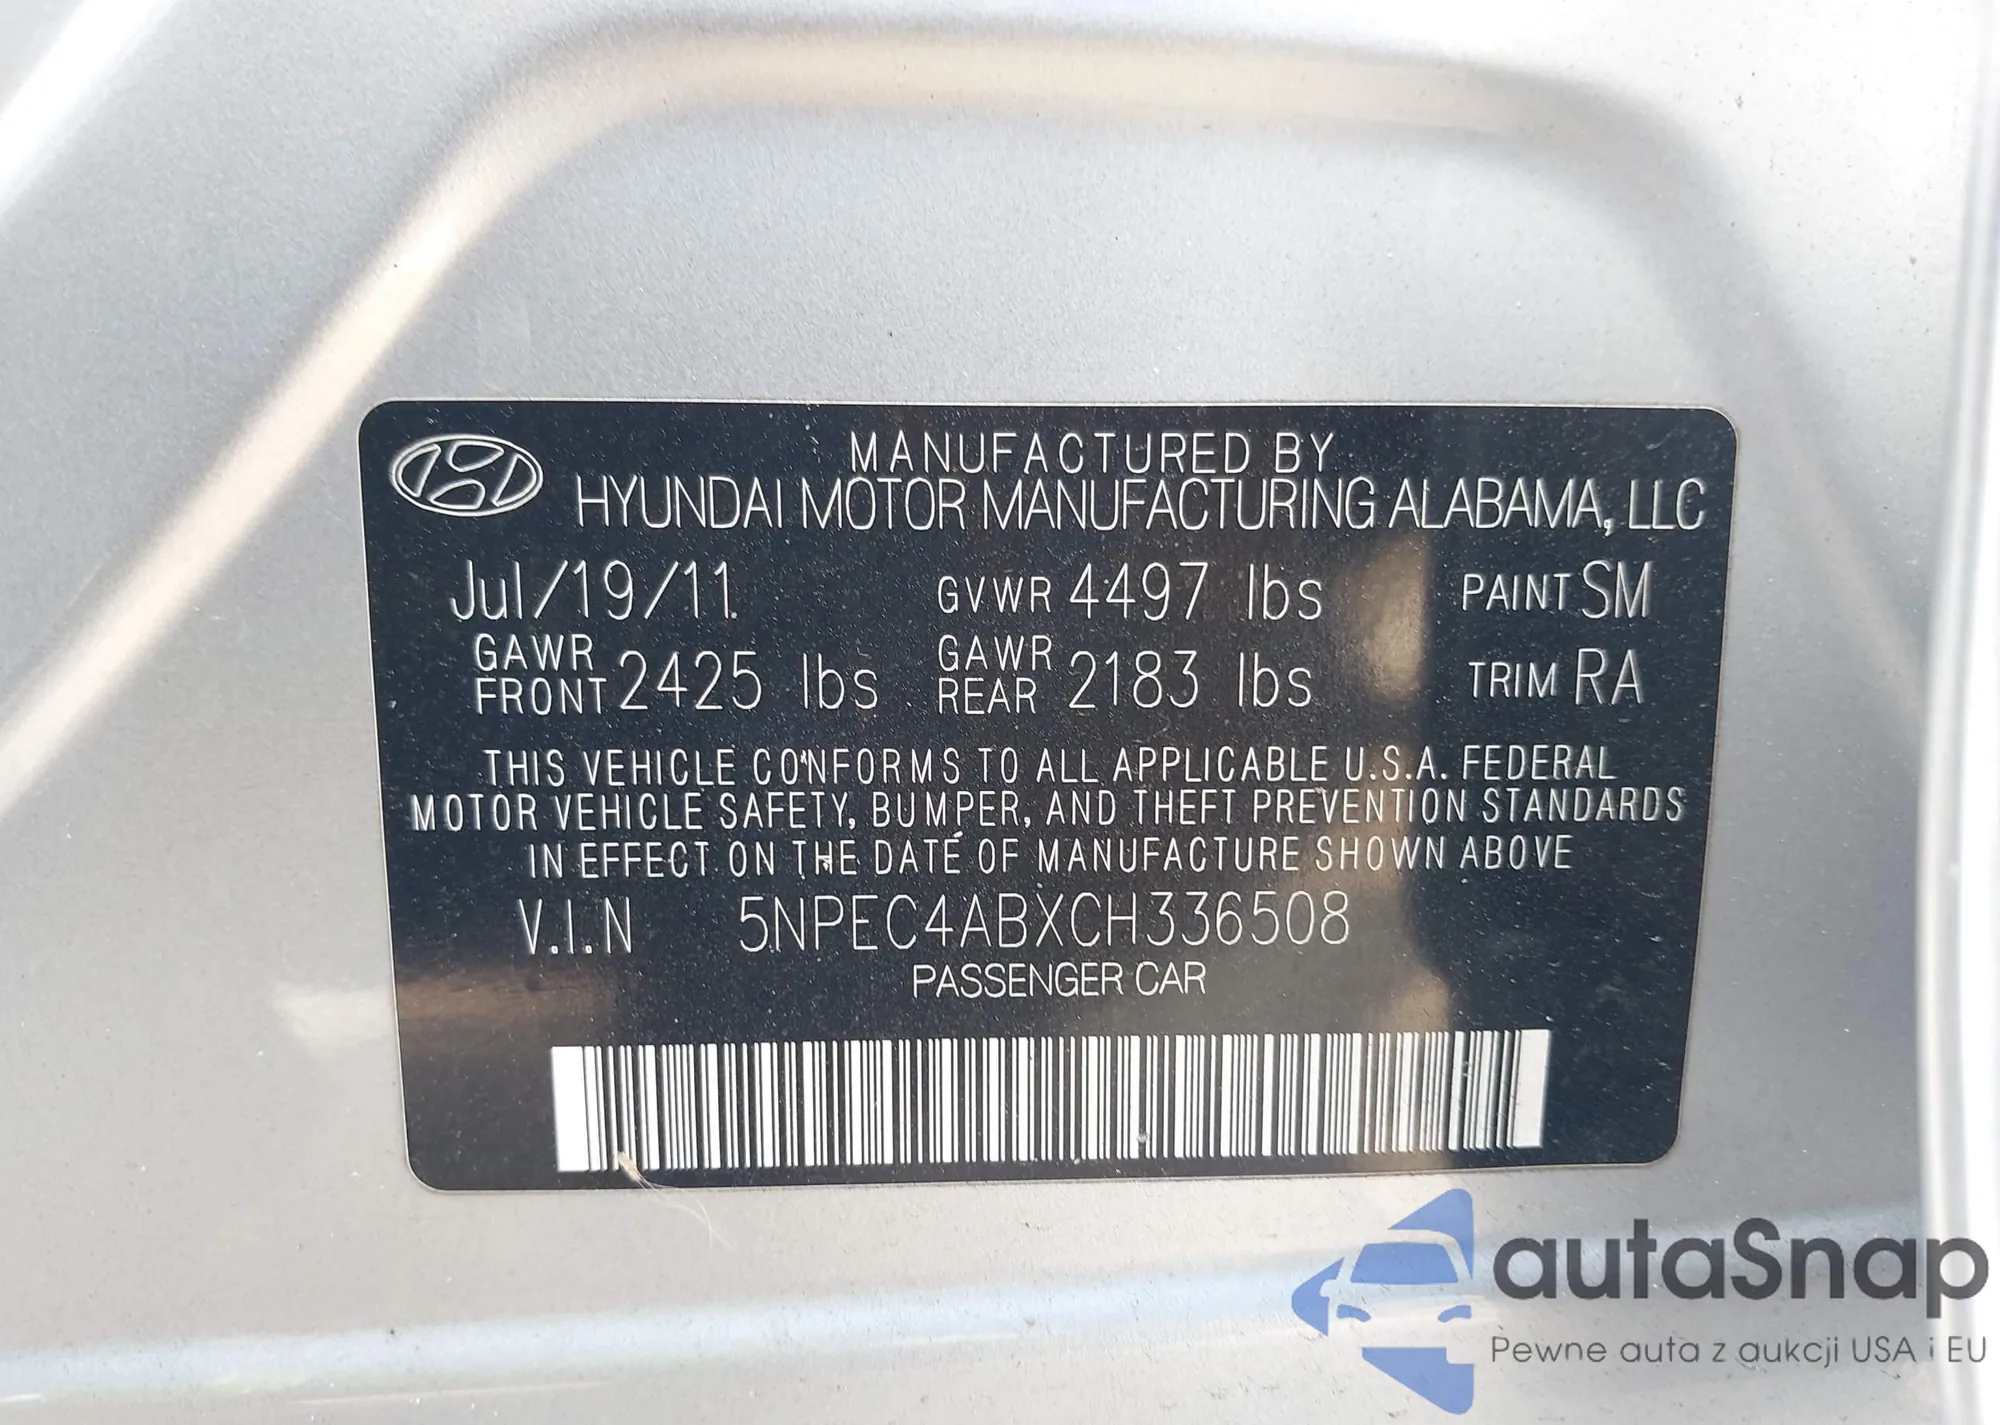 MANUFACTURED BY
HYUNDAI MOTOR MANUFACTURING ALABAMA, LLC
Jul/19/11 GVWR 4497 lbs PAINT SM
GAWR FRONT 2425 lbs GAWR REAR 2183 lbs TRIM RA
THIS VEHICLE CONFORMS TO ALL APPLICABLE U.S.A. FEDERAL
MOTOR VEHICLE SAFETY, BUMPER, AND THEFT PREVENTION STANDARDS
IN EFFECT ON THE DATE OF MANUFACTURE SHOWN ABOVE
V.I.N 5NPEC4ABXCH336508
PASSENGER CAR
autaSnap
Pewne auta z aukcji USA i EU